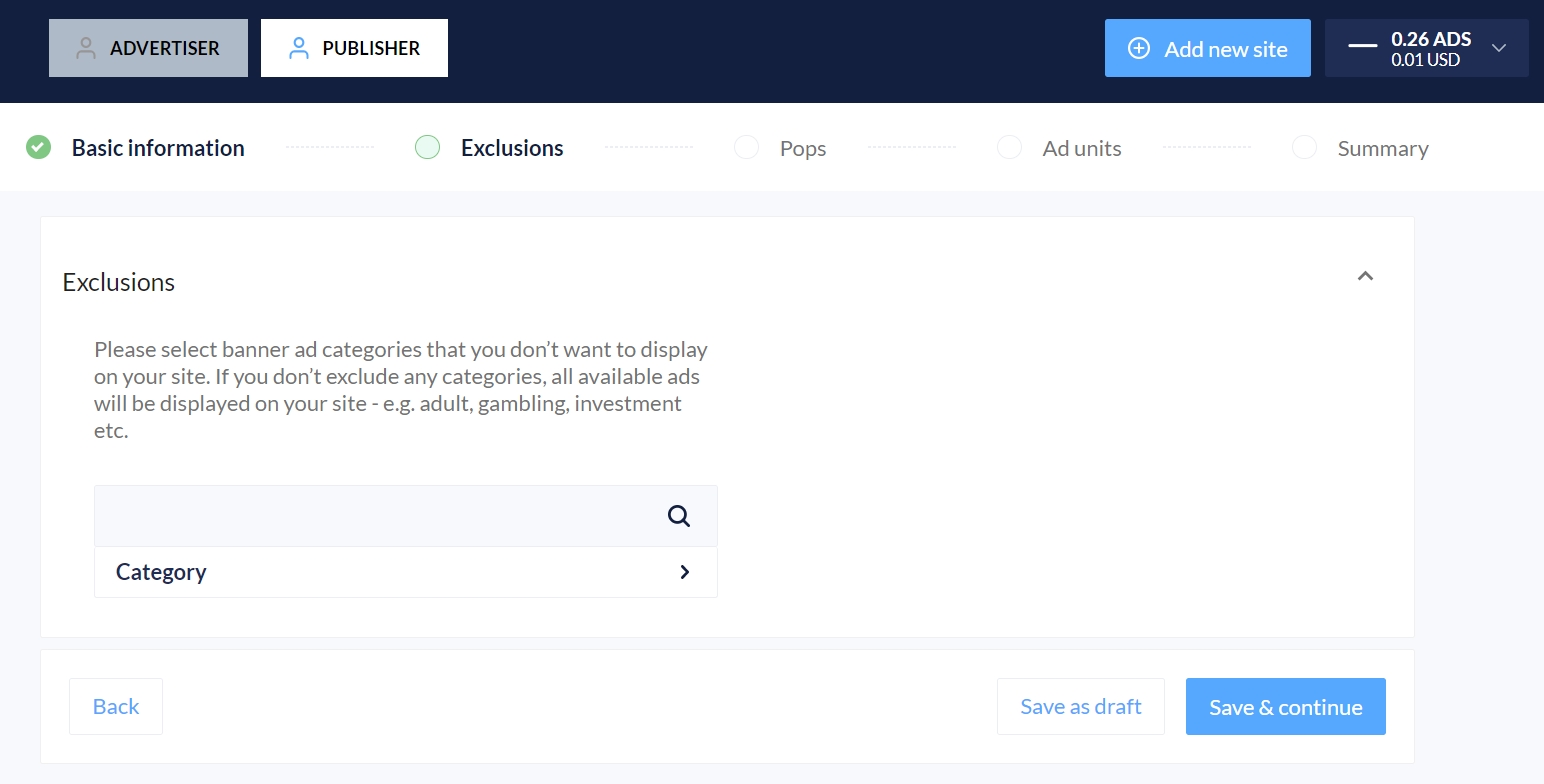 ADVERTISER
PUBLISHER
Add new site
0.26 ADS
0.01 USD
Basic information
Exclusions
Pops
Ad units
Summary
Exclusions
Please select banner ad categories that you don’t want to display
on your site. If you don’t exclude any categories, all available ads
will be displayed on your site - e.g. adult, gambling, investment
etc.
Category
Back
Save as draft
Save & continue